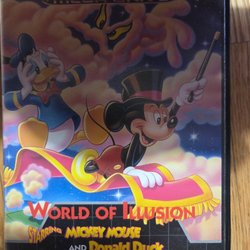 World of Illusion
STARRING MICKEY MOUSE
AND Donald Duck